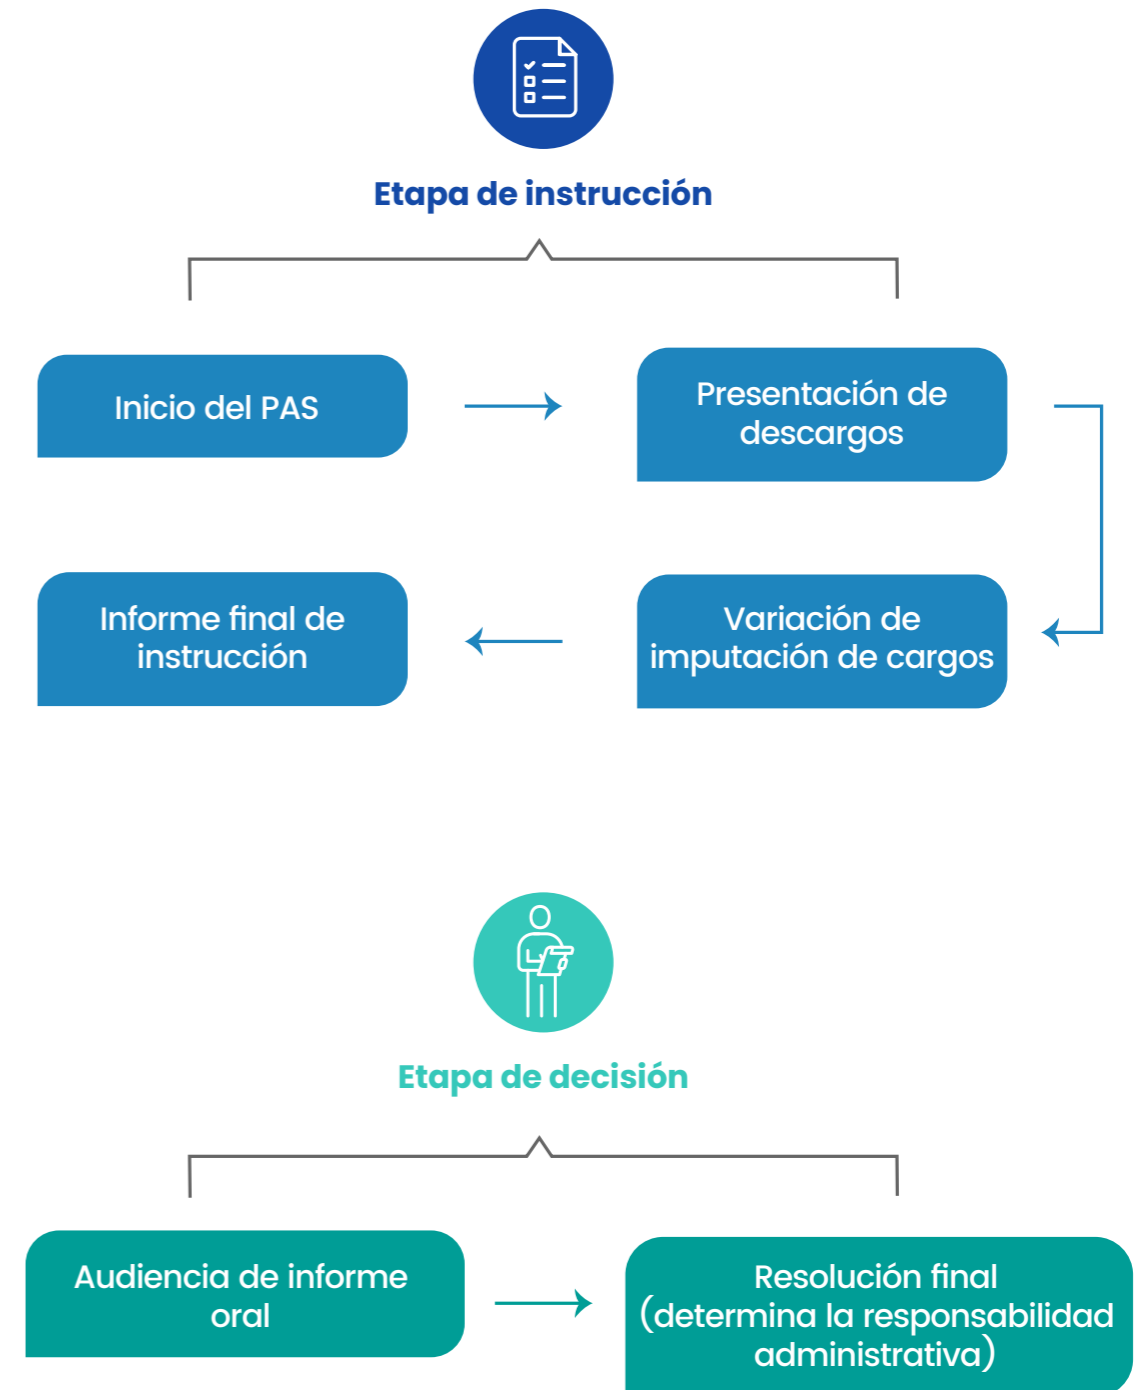 Etapa de instrucción
Inicio del PAS
Presentación de
descargos
Variación de
imputación de cargos
Informe final de
instrucción
Etapa de decisión
Audiencia de informe
oral
Resolución final
(determina la responsabilidad
administrativa)